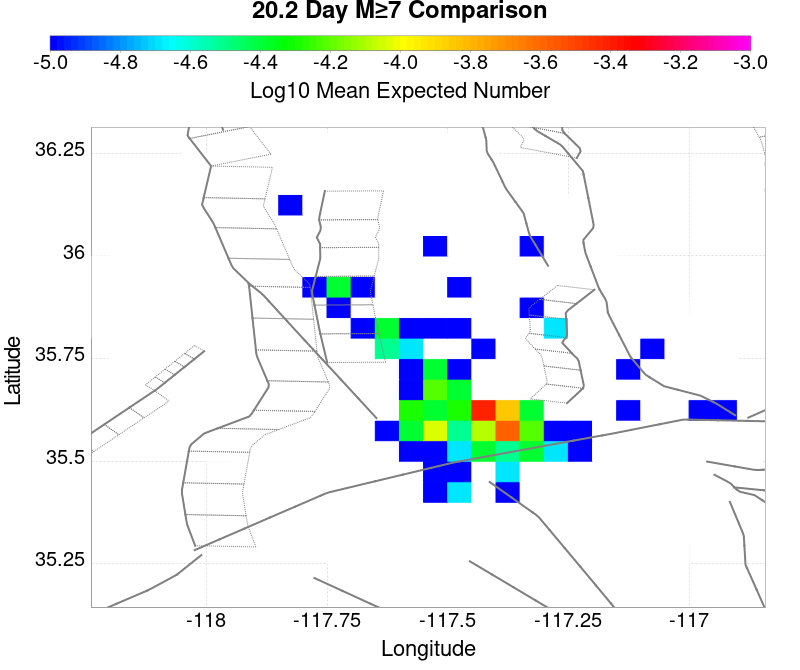 20.2 Day M≥7 Comparison
-5.0 -4.8 -4.6 -4.4 -4.2 -4.0 -3.8 -3.6 -3.4 -3.2 -3.0
Log10 Mean Expected Number
36.25
36
35.75
35.5
35.25
Latitude
-118 -117.75 -117.5 -117.25 -117
Longitude